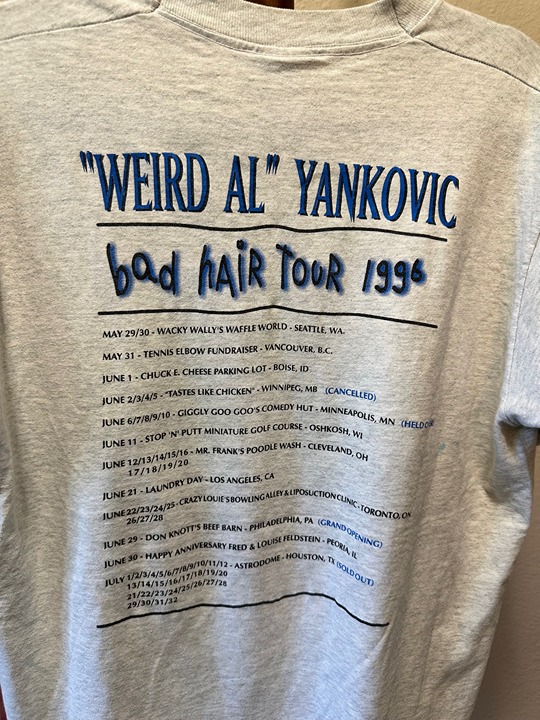 "WEIRD AL" YANKOVIC
bad hAiR TOUR 1996
MAY 29/30 - WACKY WALLY'S WAFFLE WORLD - SEATTLE, WA.
MAY 31 - TENNIS ELBOW FUNDRAISER - VANCOUVER, B.C.
JUNE 1 - CHUCK E. CHEESE PARKING LOT - BOISE, ID
JUNE 2/3/4/5 - "TASTES LIKE CHICKEN" - WINNIPEG, MB (CANCELLED)
JUNE 6/7/8/9/10 - GIGGLY GOO GOO'S COMEDY HUT - MINNEAPOLIS, MN (HELD
JUNE 11 - STOP 'N' PUTT MINIATURE GOLF COURSE - OSHKOSH, WI
JUNE 12/13/14/15/16 - MR. FRANK'S POODLE WASH - CLEVELAND, OH
17/18/19/20
JUNE 21 - LAUNDRY DAY - LOS ANGELES, CA
JUNE 22/23/24/25 - CRAZY LOUIE'S BOWLING ALLEY & LIPOSUCTION CLINIC - TORONTO, ON
26/27/28
JUNE 29 - DON KNOTT'S BEEF BARN - PHILADELPHIA, PA (GRAND OPENING)
JUNE 30 - HAPPY ANNIVERSARY FRED & LOUISE FELDSTEIN - PEORIA, IL
JULY 1/2/3/4/5/6/7/8/9/10/11/12 - ASTRODOME - HOUSTON, TX (SOLD OUT)
13/14/15/16/17/18/19/20
21/22/23/24/25/26/27/28
29/30/31/32